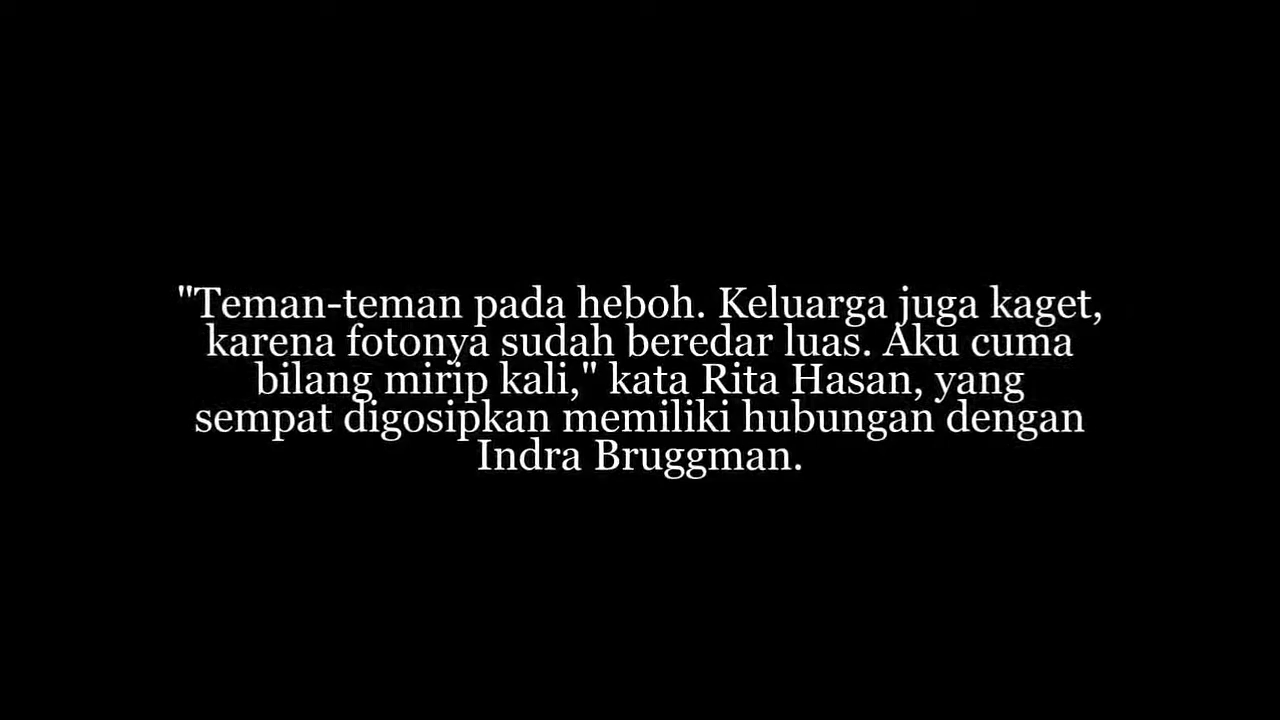 "Teman-teman pada heboh. Keluarga juga kaget,
karena fotonya sudah beredar luas. Aku cuma
bilang mirip kali," kata Rita Hasan, yang
sempat digosipkan memiliki hubungan dengan
Indra Bruggman.